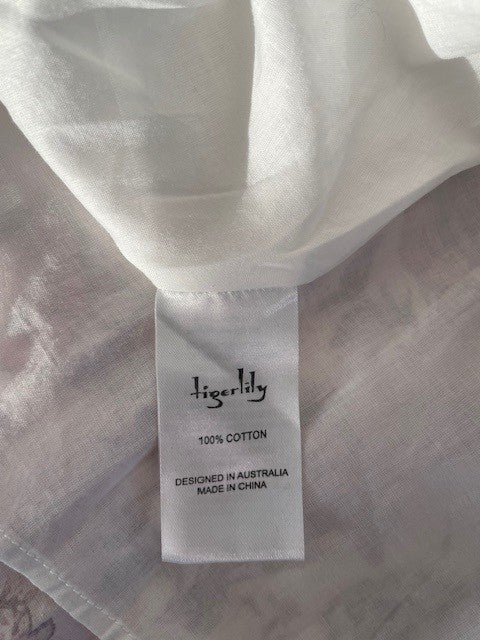 tigerlily
100% COTTON
DESIGNED IN AUSTRALIA
MADE IN CHINA